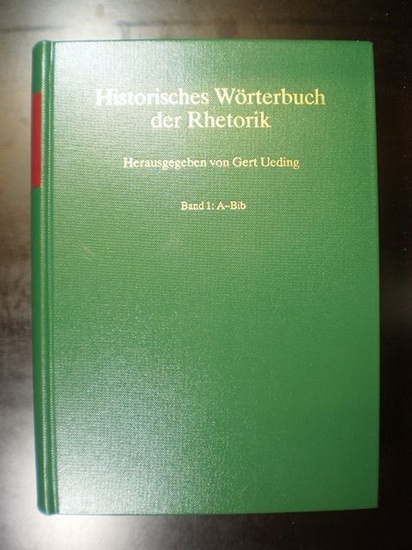 Historisches Wörterbuch
der Rhetorik
Herausgegeben von Gert Ueding
Band 1: A–Bib